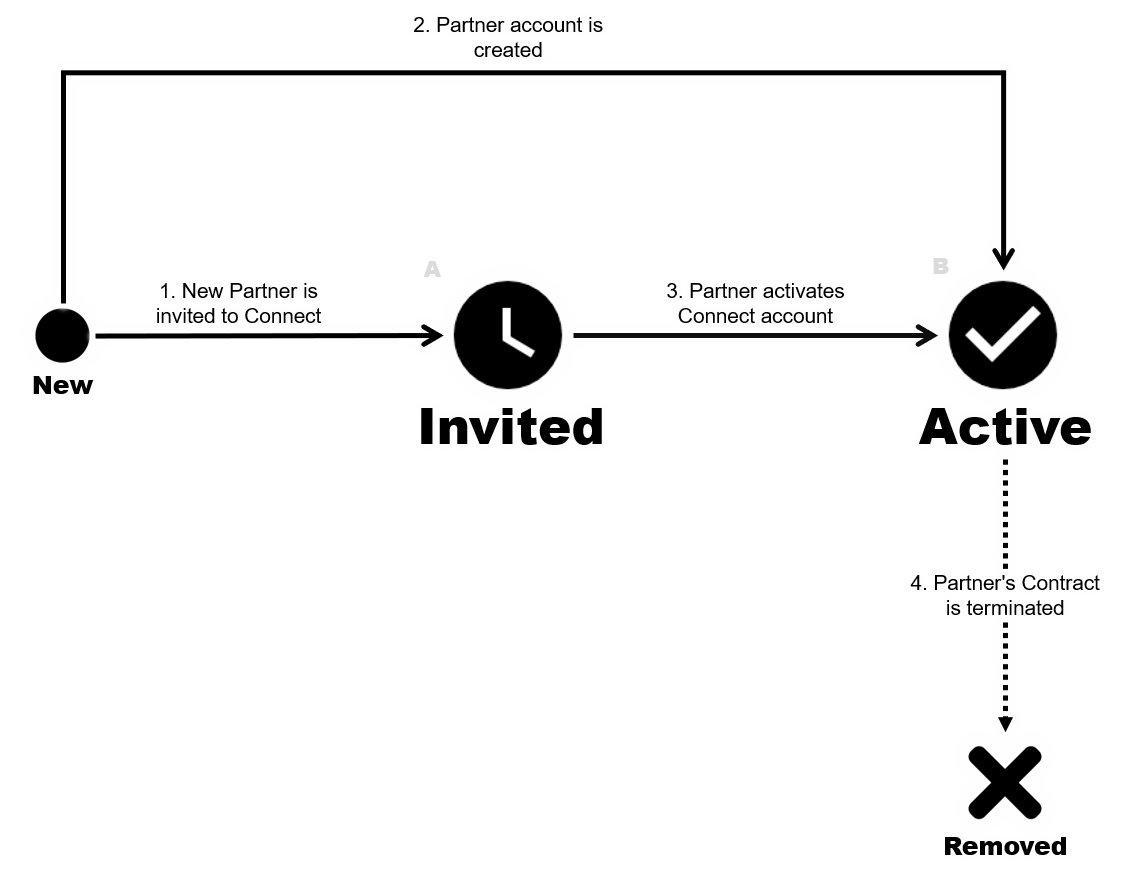 2. Partner account is
created
A
B
1. New Partner is
invited to Connect
3. Partner activates
Connect account
New
Invited
Active
4. Partner's Contract
is terminated
Removed